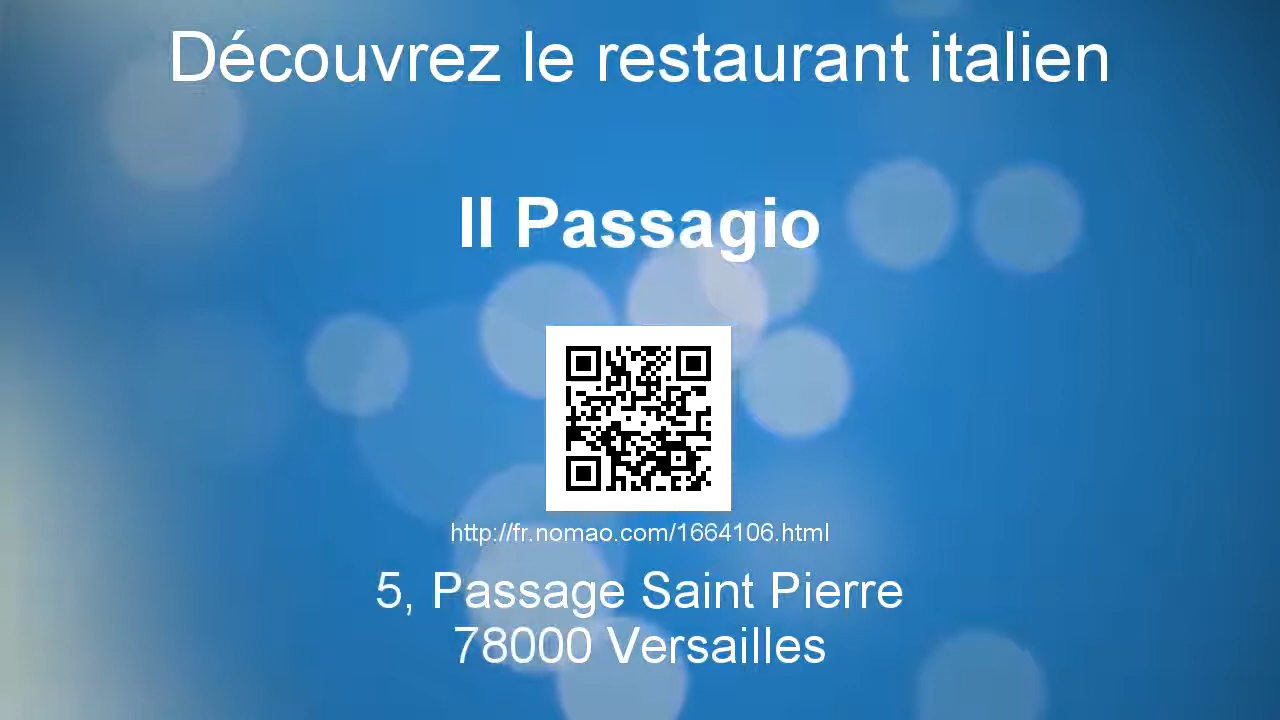 Découvrez le restaurant italien
Il Passagio
http://fr.nomao.com/1664106.html
5, Passage Saint Pierre
78000 Versailles